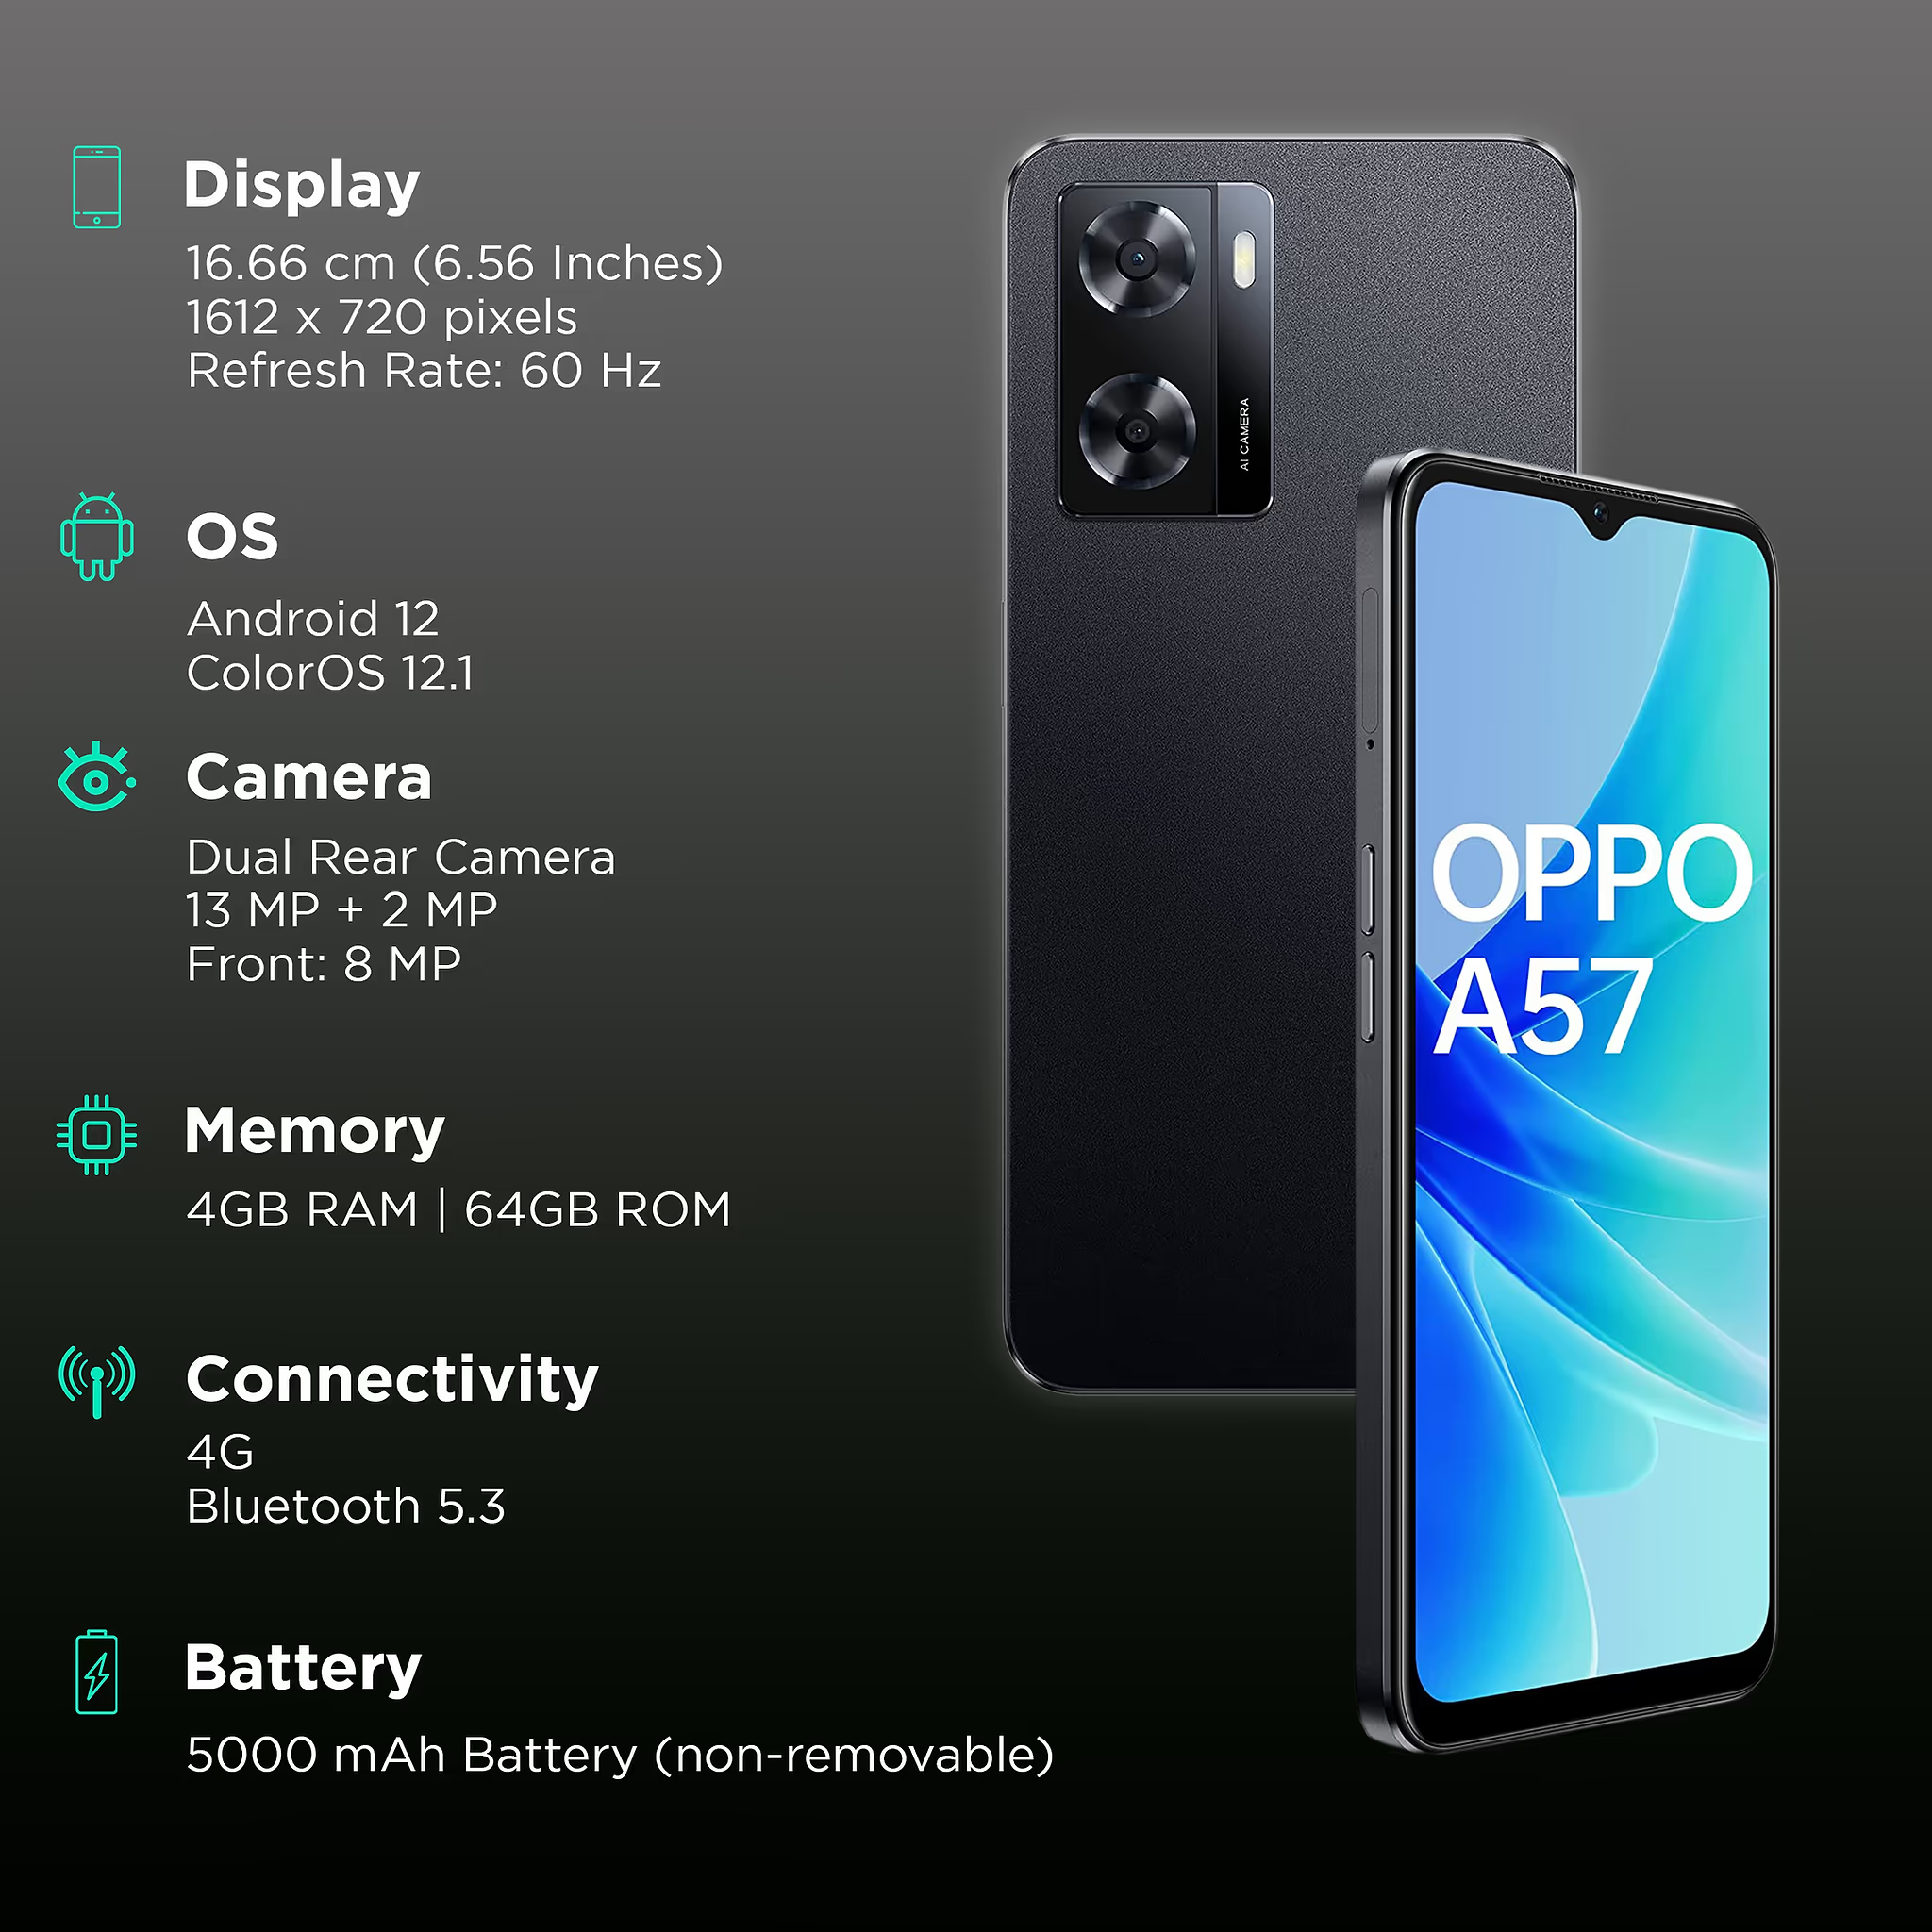 Display
16.66 cm (6.56 Inches)
1612 x 720 pixels
Refresh Rate: 60 Hz
OS
Android 12
ColorOS 12.1
Camera
Dual Rear Camera
13 MP + 2 MP
Front: 8 MP
Memory
4GB RAM | 64GB ROM
Connectivity
4G
Bluetooth 5.3
Battery
5000 mAh Battery (non-removable)
AI CAMERA
OPPO
A57